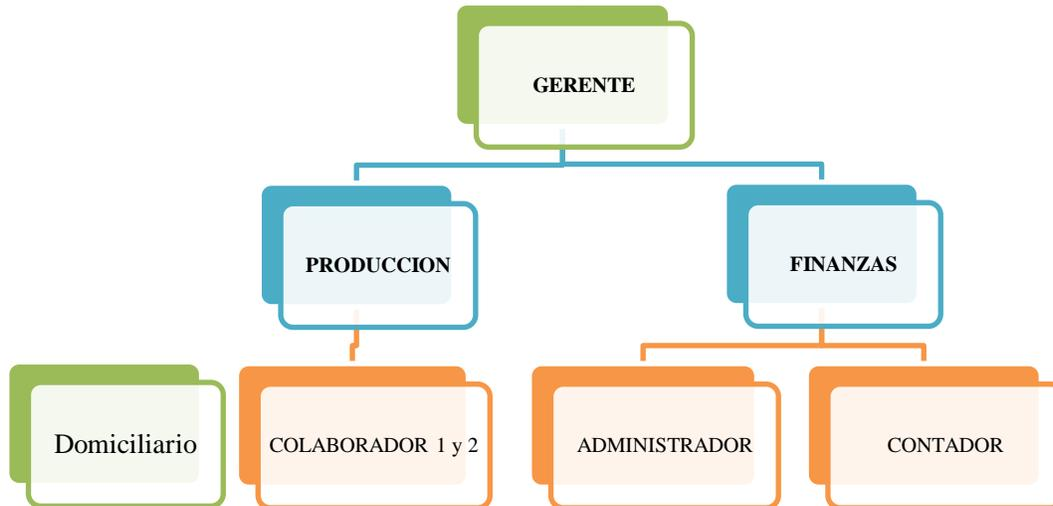 GERENTE
PRODUCCION
FINANZAS
Domiciliario
COLABORADOR 1 y 2
ADMINISTRADOR
CONTADOR